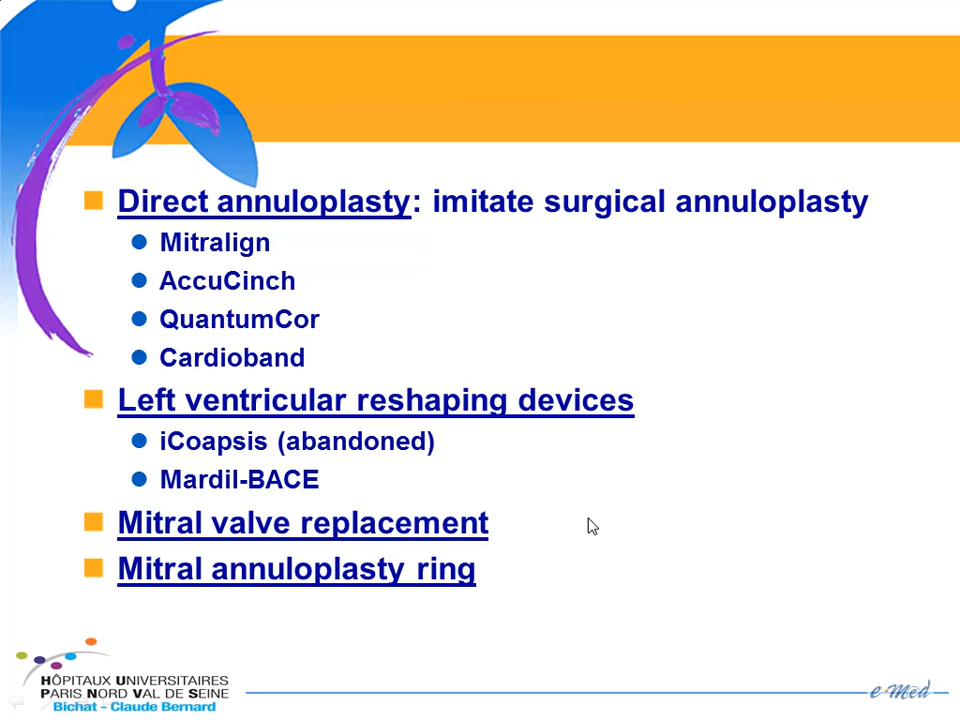 Direct annuloplasty: imitate surgical annuloplasty
Mitralign
AccuCinch
QuantumCor
Cardioband
Left ventricular reshaping devices
iCoapsis (abandoned)
Mardil-BACE
Mitral valve replacement
Mitral annuloplasty ring
HÔPITAUX UNIVERSITAIRES
PARIS NORD VAL DE SEINE
Bichat – Claude Bernard
e-Med